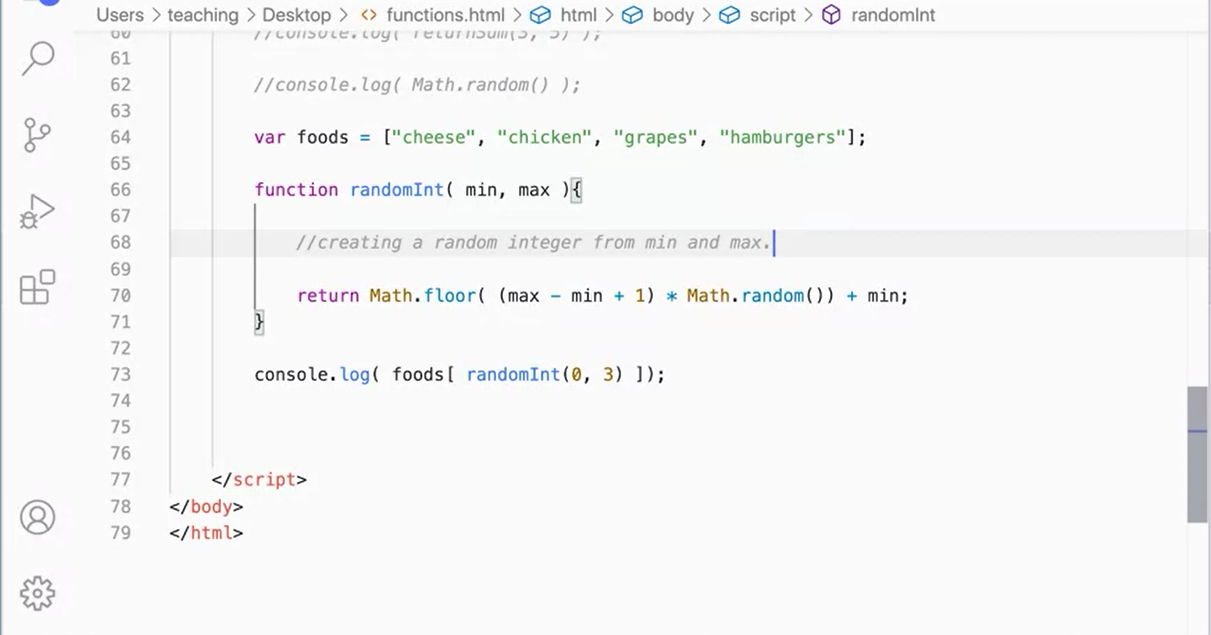 Users > teaching > Desktop > <> functions.html > html > body > script > randomInt
60 //console.log( returnSum(3, 5) );
61
62 //console.log( Math.random() );
63
64 var foods = ["cheese", "chicken", "grapes", "hamburgers"];
65
66 function randomInt( min, max ){
67
68 //creating a random integer from min and max.
69
70 return Math.floor( (max - min + 1) * Math.random()) + min;
71 }
72
73 console.log( foods[ randomInt(0, 3) ]);
74
75
76
77 </script>
78 </body>
79 </html>